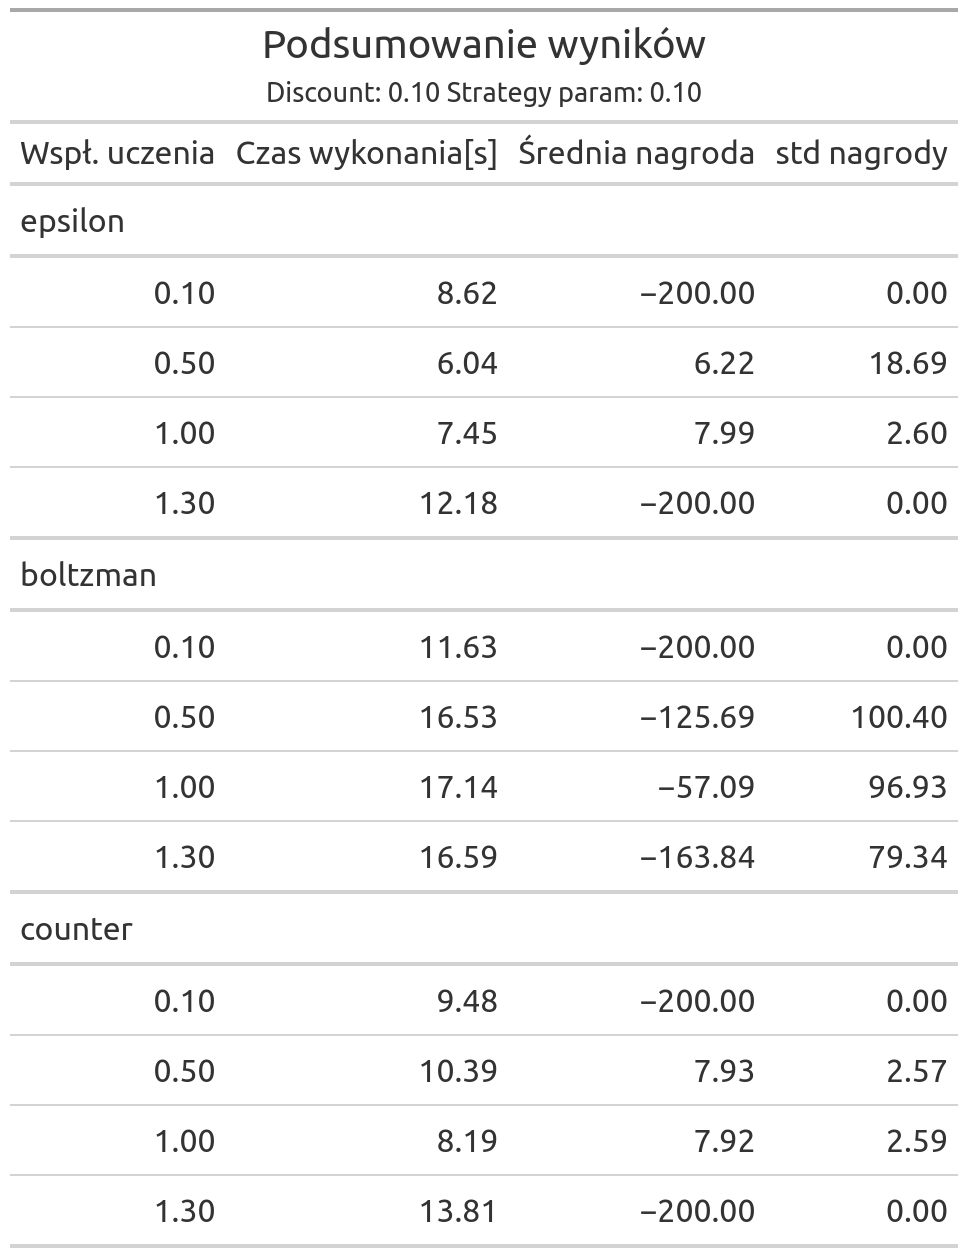 Podsumowanie wyników
Discount: 0.10 Strategy param: 0.10
Wspł. uczenia Czas wykonania[s] Średnia nagroda std nagrody
epsilon
0.10 8.62 −200.00 0.00
0.50 6.04 6.22 18.69
1.00 7.45 7.99 2.60
1.30 12.18 −200.00 0.00
boltzman
0.10 11.63 −200.00 0.00
0.50 16.53 −125.69 100.40
1.00 17.14 −57.09 96.93
1.30 16.59 −163.84 79.34
counter
0.10 9.48 −200.00 0.00
0.50 10.39 7.93 2.57
1.00 8.19 7.92 2.59
1.30 13.81 −200.00 0.00